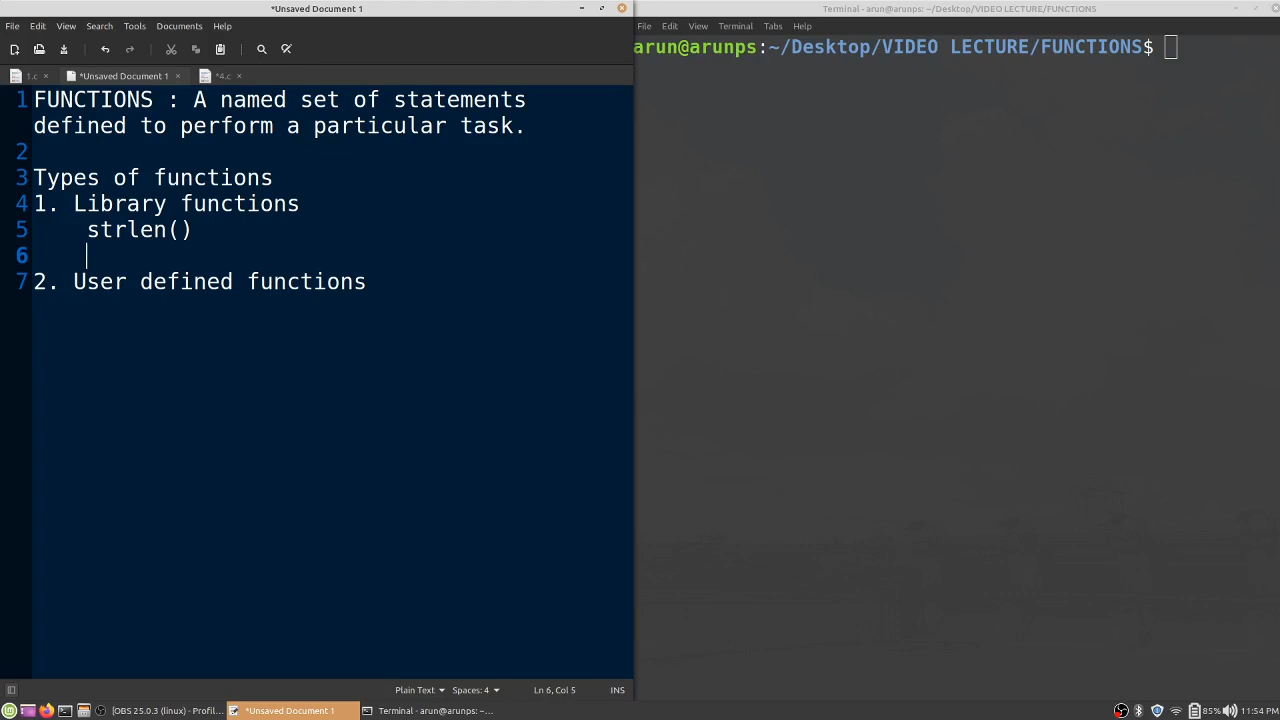 *Unsaved Document 1
Terminal - arun@arunps: ~/Desktop/VIDEO LECTURE/FUNCTIONS
File Edit View Search Tools Documents Help
File Edit View Terminal Tabs Help
arun@arunps:~/Desktop/VIDEO LECTURE/FUNCTIONS$
1.c × *Unsaved Document 1 × *4.c ×
1 FUNCTIONS : A named set of statements
defined to perform a particular task.
2
3 Types of functions
4 1. Library functions
5 strlen()
6
7 2. User defined functions
Plain Text Spaces: 4 Ln 6, Col 5 INS
[OBS 25.0.3 (linux) - Profil... *Unsaved Document 1 Terminal - arun@arunps: ~... 85% 11:54 PM